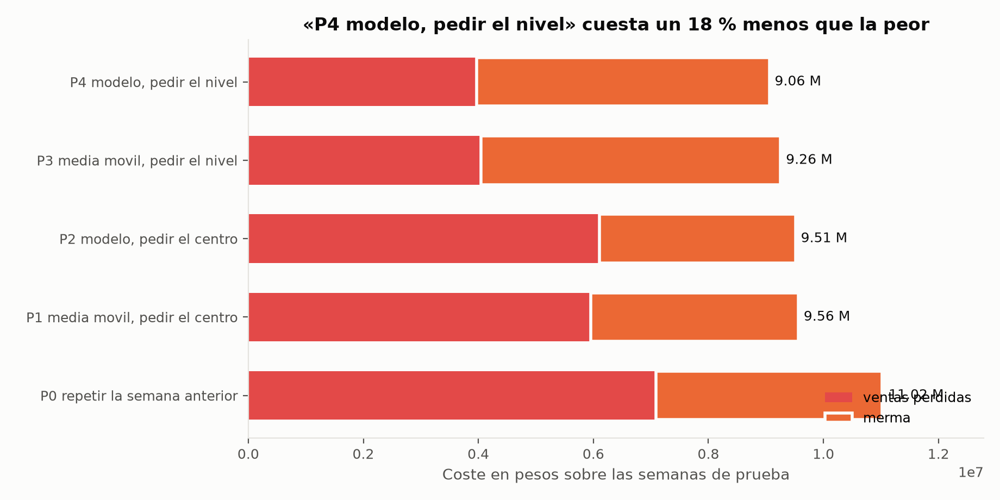 «P4 modelo, pedir el nivel» cuesta un 18 % menos que la peor
P4 modelo, pedir el nivel
9.06 M
P3 media movil, pedir el nivel
9.26 M
P2 modelo, pedir el centro
9.51 M
P1 media movil, pedir el centro
9.56 M
P0 repetir la semana anterior
11.02 M
ventas perdidas
merma
0.0 0.2 0.4 0.6 0.8 1.0 1.2
1e7
Coste en pesos sobre las semanas de prueba